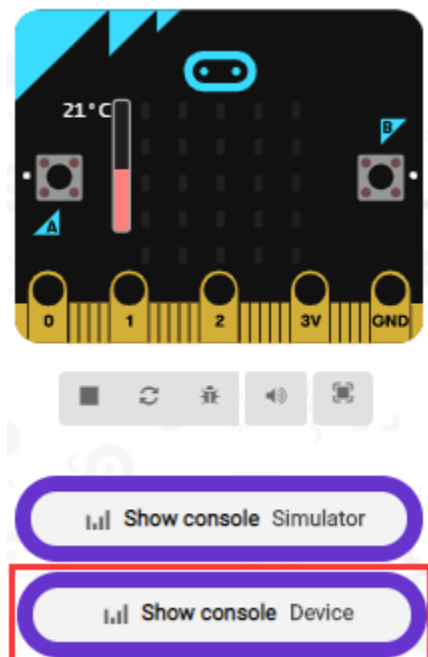 21°C
B
A
0 1 2 3V GND
Show console Simulator
Show console Device